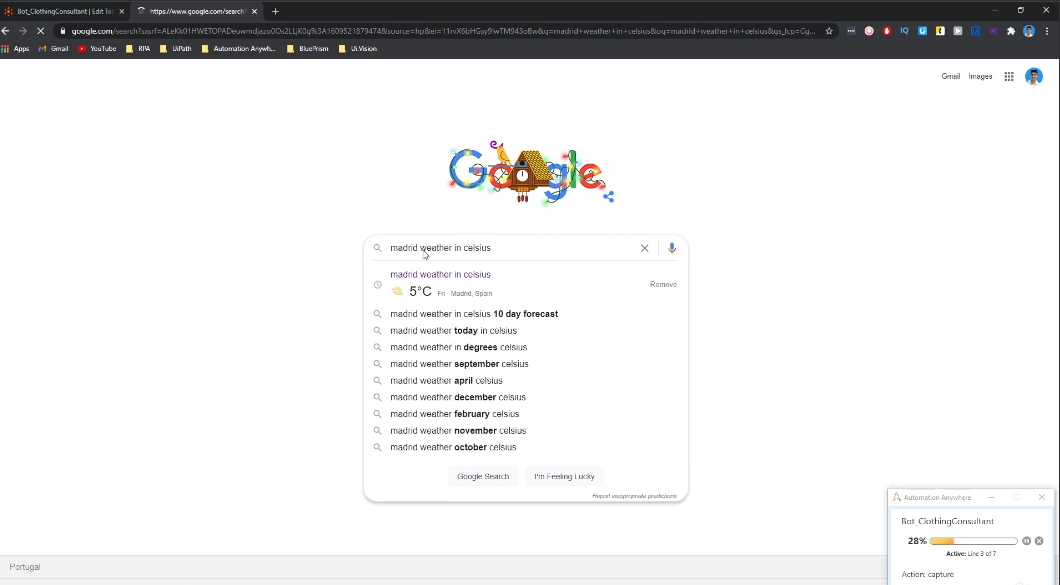 Bot_ClothingConsultant | Edit Tas
https://www.google.com/search?
google.com/search?sxsrf=ALeKk01HWETOPADeuwmdjazo0Os2LLjK0g%3A1609521879474&source=hp&ei=11rvX6bHGsy9lwTM943oBw&q=madrid+weather+in+celsius&oq=madrid+weather+in+celsius&gs_lcp=Cg...
Apps Gmail YouTube RPA UiPath Automation Anywh... BluePrism Ui.Vision
Gmail Images
Google
2021
madrid weather in celsius
madrid weather in celsius
5°C Fri - Madrid, Spain
Remove
madrid weather in celsius 10 day forecast
madrid weather today in celsius
madrid weather in degrees celsius
madrid weather september celsius
madrid weather april celsius
madrid weather december celsius
madrid weather february celsius
madrid weather november celsius
madrid weather october celsius
Google Search I'm Feeling Lucky
Report inappropriate predictions
Automation Anywhere
Bot_ClothingConsultant
28%
Active: Line 3 of 7
Action: capture
Portugal